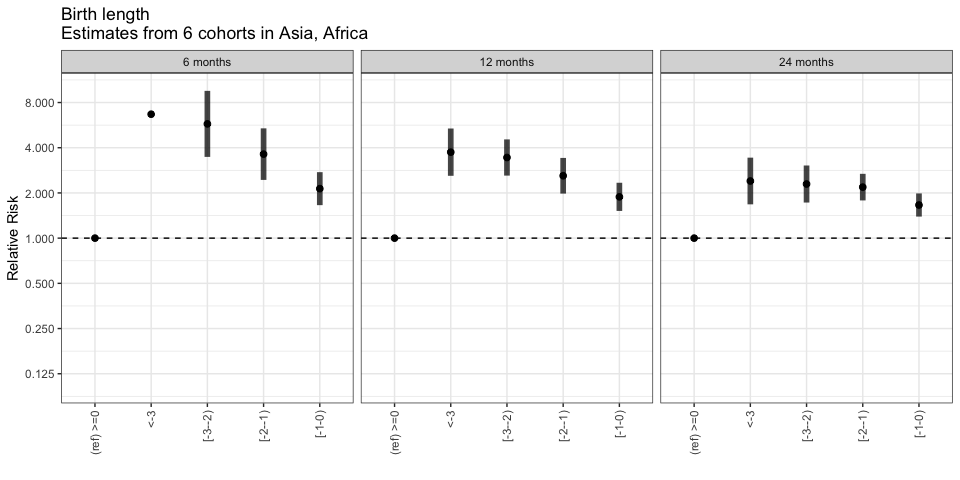 Birth length
Estimates from 6 cohorts in Asia, Africa
6 months
12 months
24 months
Relative Risk
8.000
4.000
2.000
1.000
0.500
0.250
0.125
(ref) >=0
<-3
[-3--2)
[-2--1)
[-1-0)
(ref) >=0
<-3
[-3--2)
[-2--1)
[-1-0)
(ref) >=0
<-3
[-3--2)
[-2--1)
[-1-0)